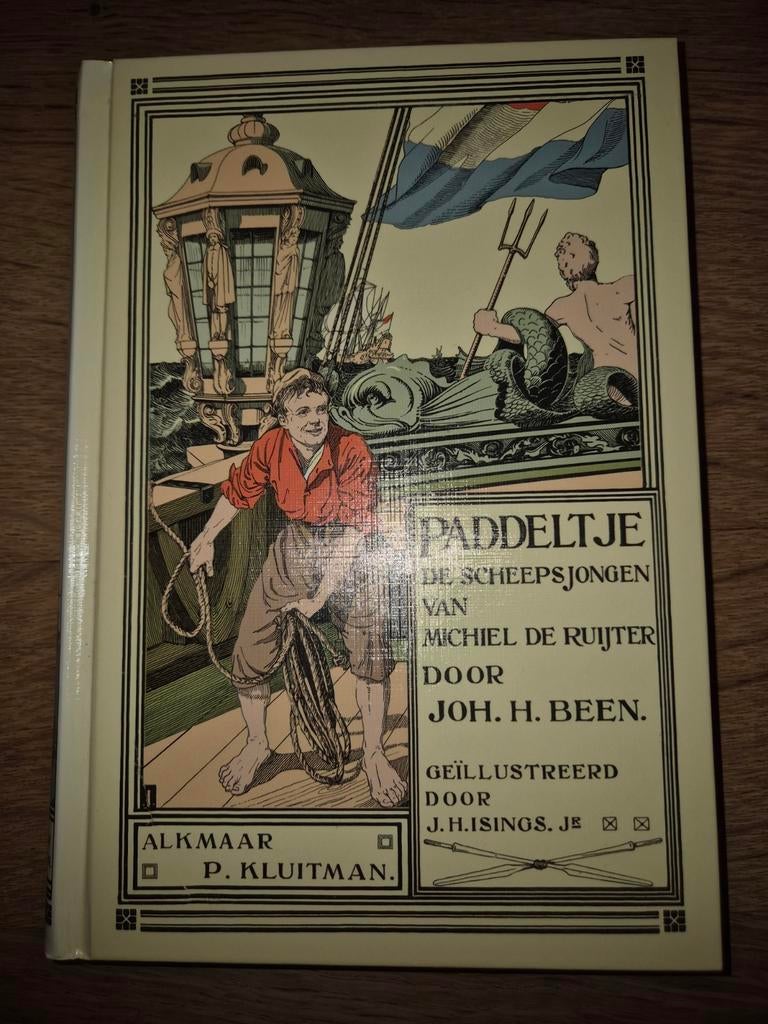 PADDELTJE
DE SCHEEPSJONGEN
VAN
MICHIEL DE RUIJTER
DOOR
JOH. H. BEEN.
GEÏLLUSTREERD
DOOR
J. H. ISINGS. JR
ALKMAAR
P. KLUITMAN.